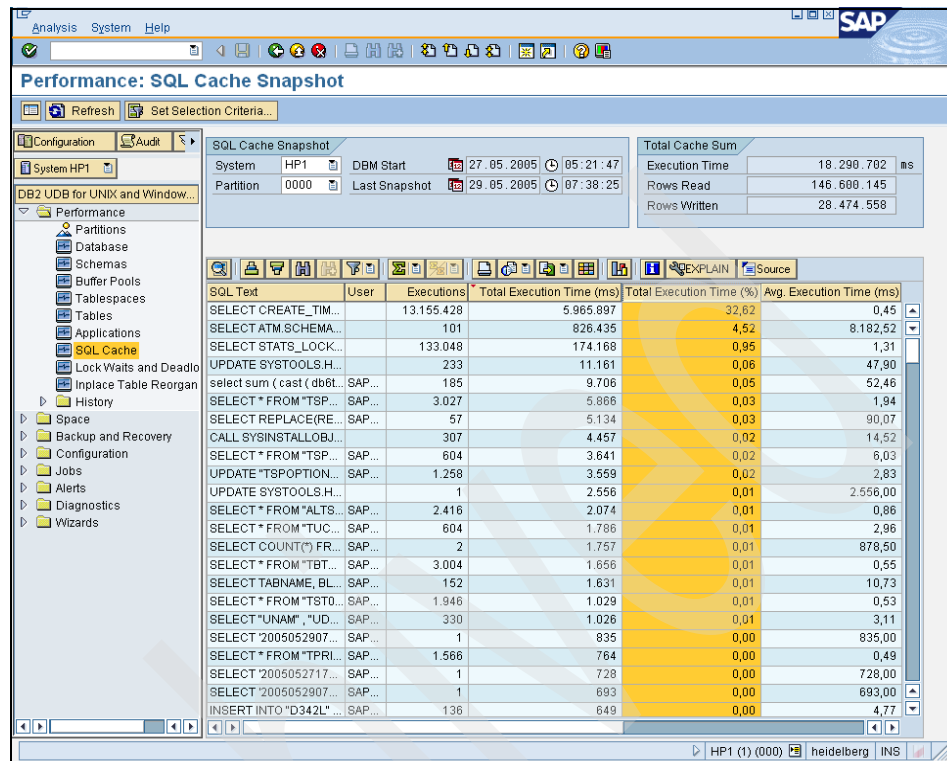 Analysis System Help
SAP
Performance: SQL Cache Snapshot
Refresh Set Selection Criteria...
Configuration Audit
System HP1
DB2 UDB for UNIX and Window...
Performance
Partitions
Database
Schemas
Buffer Pools
Tablespaces
Tables
Applications
SQL Cache
Lock Waits and Deadlo
Inplace Table Reorgan
History
Space
Backup and Recovery
Configuration
Jobs
Alerts
Diagnostics
Wizards
SQL Cache Snapshot
System HP1 DBM Start 27.05.2005 05:21:47
Partition 0000 Last Snapshot 29.05.2005 07:38:25
Total Cache Sum
Execution Time 18.290.702 ms
Rows Read 146.600.145
Rows Written 28.474.558
EXPLAIN Source
SQL Text User Executions Total Execution Time (ms) Total Execution Time (%) Avg. Execution Time (ms)
SELECT CREATE_TIM... 13.155.428 5.965.897 32,62 0,45
SELECT ATM.SCHEMA... 101 826.435 4,52 8.182,52
SELECT STATS_LOCK... 133.048 174.168 0,95 1,31
UPDATE SYSTOOLS.H... 233 11.161 0,06 47,90
select sum ( cast ( db6t... SAP... 185 9.706 0,05 52,46
SELECT * FROM "TSP... SAP... 3.027 5.866 0,03 1,94
SELECT REPLACE(RE... SAP... 57 5.134 0,03 90,07
CALL SYSINSTALLOBJ... 307 4.457 0,02 14,52
SELECT * FROM "TSP... SAP... 604 3.641 0,02 6,03
UPDATE "TSPOPTION... SAP... 1.258 3.559 0,02 2,83
UPDATE SYSTOOLS.H... 1 2.556 0,01 2.556,00
SELECT * FROM "ALTS... SAP... 2.416 2.074 0,01 0,86
SELECT * FROM "TUC... SAP... 604 1.786 0,01 2,96
SELECT COUNT(*) FR... SAP... 2 1.757 0,01 878,50
SELECT * FROM "TBT... SAP... 3.004 1.656 0,01 0,55
SELECT TABNAME, BL... SAP... 152 1.631 0,01 10,73
SELECT * FROM "TST0... SAP... 1.946 1.029 0,01 0,53
SELECT "UNAM" , "UD... SAP... 330 1.026 0,01 3,11
SELECT '2005052907... SAP... 1 835 0,00 835,00
SELECT * FROM "TPRI... SAP... 1.566 764 0,00 0,49
SELECT '2005052717... SAP... 1 728 0,00 728,00
SELECT '2005052907... SAP... 1 693 0,00 693,00
INSERT INTO "D342L" ... SAP... 136 649 0,00 4,77
HP1 (1) (000) heidelberg INS